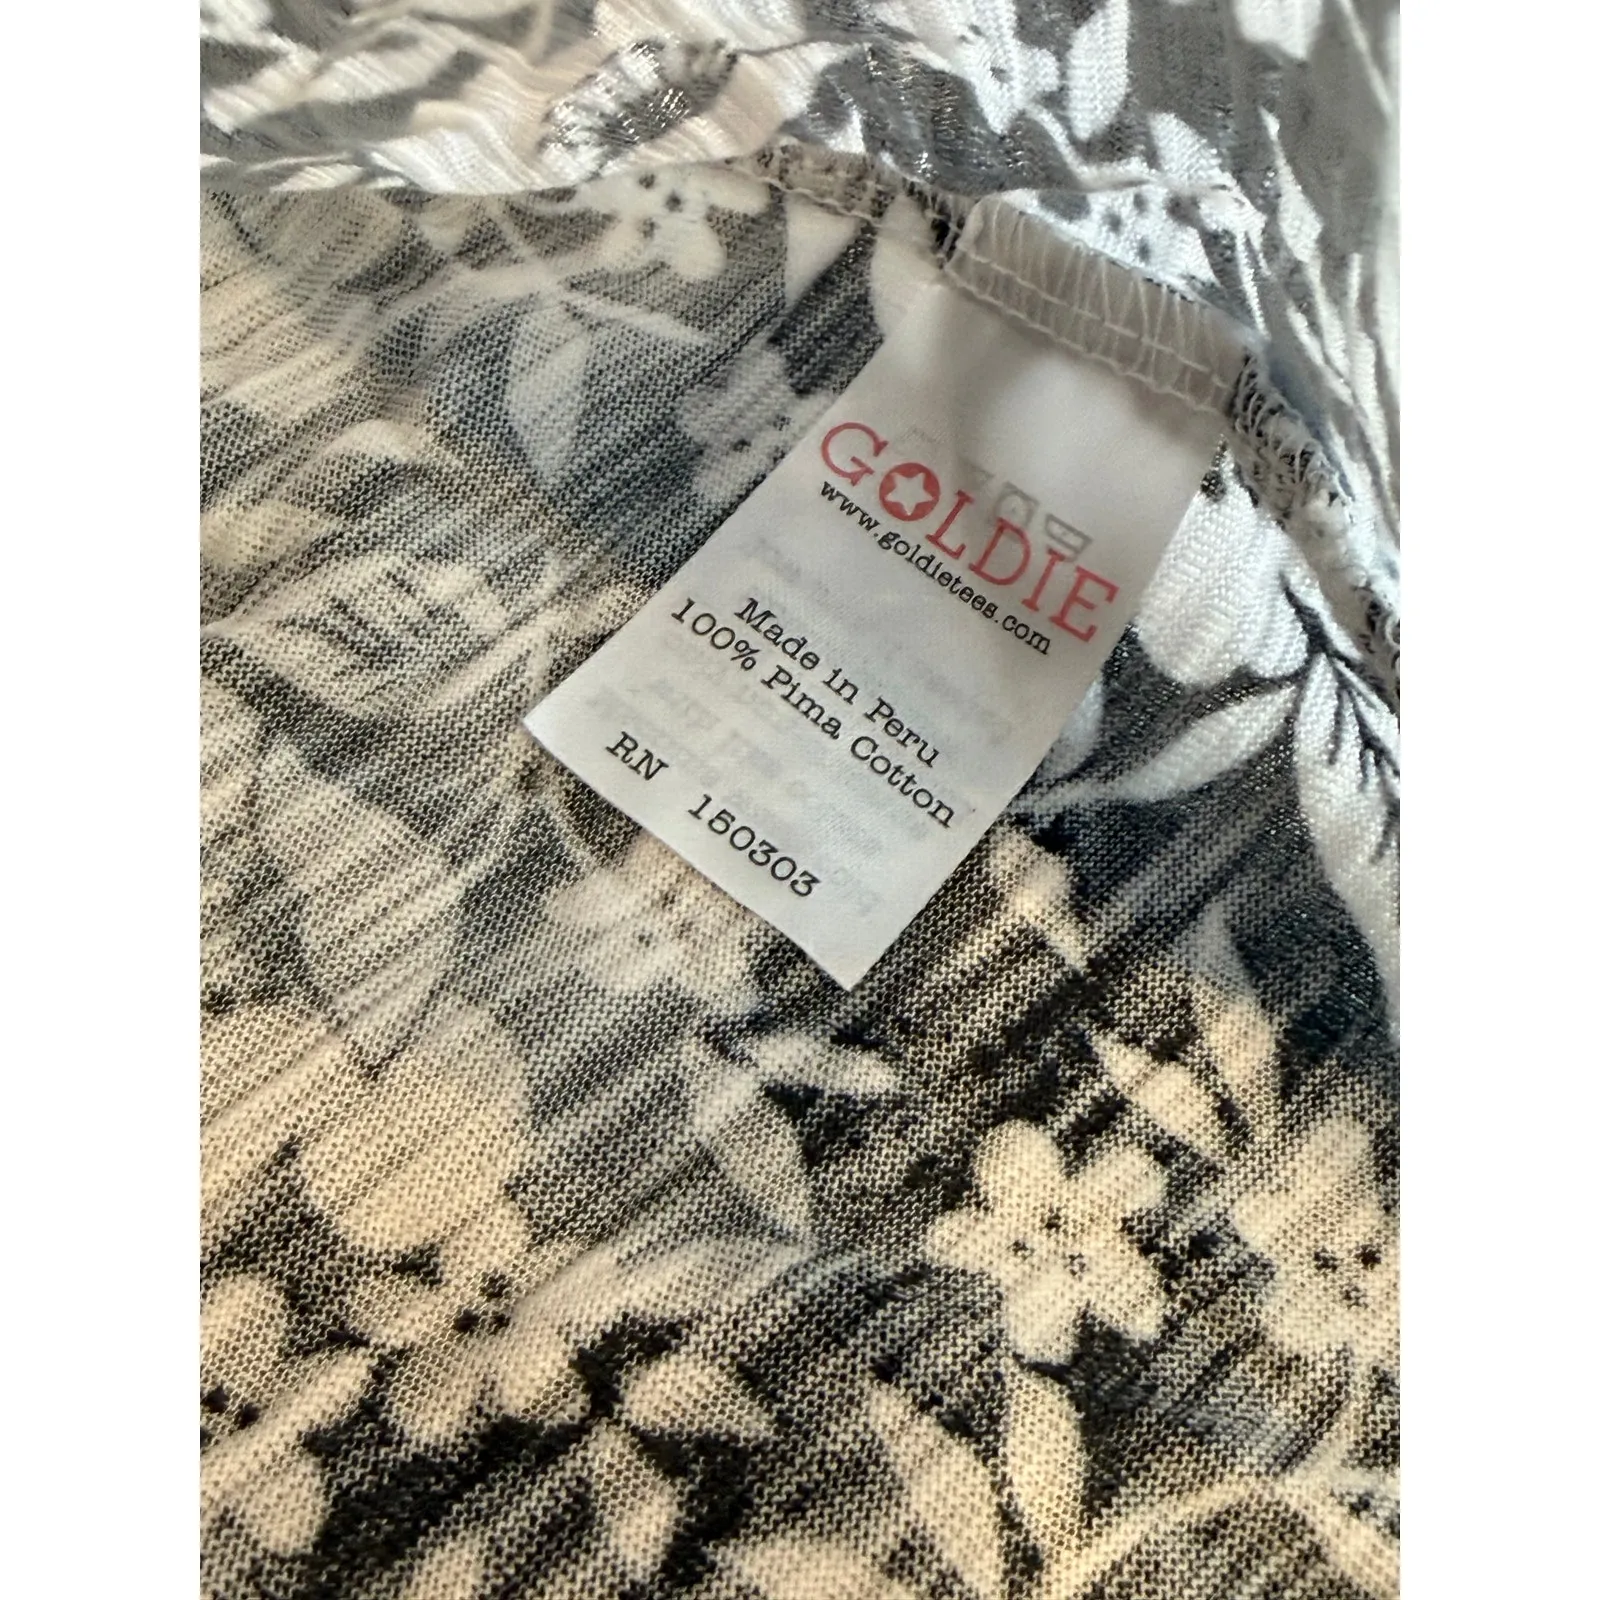 GOLDIE
www.goldietees.com
Made in Peru
100% Pima Cotton
RN 150303